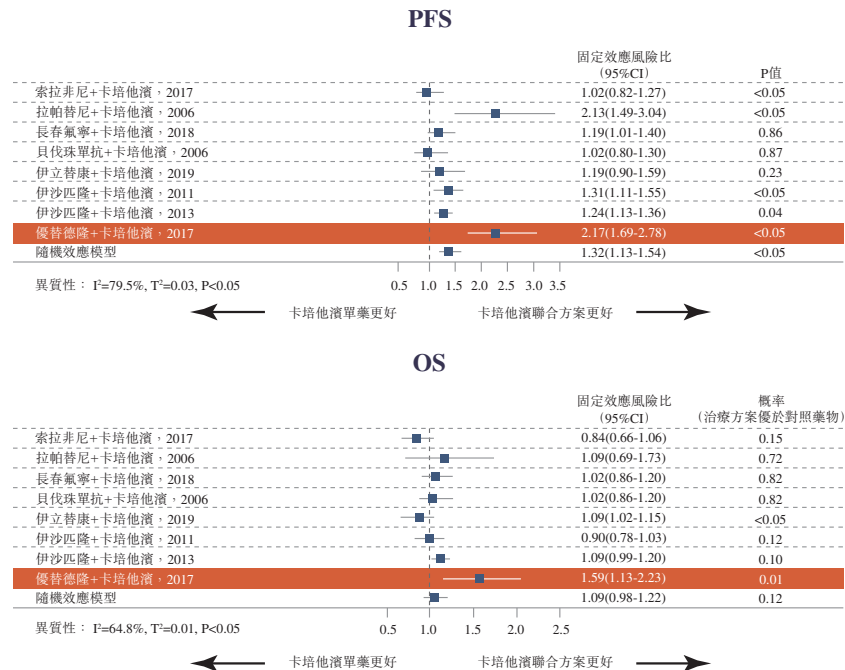 PFS
固定效應風險比
(95%CI) P值
索拉非尼+卡培他濱，2017 1.02(0.82-1.27) <0.05
拉帕替尼+卡培他濱，2006 2.13(1.49-3.04) <0.05
長春氟寧+卡培他濱，2018 1.19(1.01-1.40) 0.86
貝伐珠單抗+卡培他濱，2006 1.02(0.80-1.30) 0.87
伊立替康+卡培他濱，2019 1.19(0.90-1.59) 0.23
伊沙匹隆+卡培他濱，2011 1.31(1.11-1.55) <0.05
伊沙匹隆+卡培他濱，2013 1.24(1.13-1.36) 0.04
優替德隆+卡培他濱，2017 2.17(1.69-2.78) <0.05
隨機效應模型 1.32(1.13-1.54) <0.05
異質性： I²=79.5%, T²=0.03, P<0.05 0.5 1.0 1.5 2.0 2.5 3.0 3.5
卡培他濱單藥更好 卡培他濱聯合方案更好
OS
固定效應風險比 概率
(95%CI) (治療方案優於對照藥物)
索拉非尼+卡培他濱，2017 0.84(0.66-1.06) 0.15
拉帕替尼+卡培他濱，2006 1.09(0.69-1.73) 0.72
長春氟寧+卡培他濱，2018 1.02(0.86-1.20) 0.82
貝伐珠單抗+卡培他濱，2006 1.02(0.86-1.20) 0.82
伊立替康+卡培他濱，2019 1.09(1.02-1.15) <0.05
伊沙匹隆+卡培他濱，2011 0.90(0.78-1.03) 0.12
伊沙匹隆+卡培他濱，2013 1.09(0.99-1.20) 0.10
優替德隆+卡培他濱，2017 1.59(1.13-2.23) 0.01
隨機效應模型 1.09(0.98-1.22) 0.12
異質性： I²=64.8%, T²=0.01, P<0.05 0.5 1.0 1.5 2.0 2.5
卡培他濱單藥更好 卡培他濱聯合方案更好